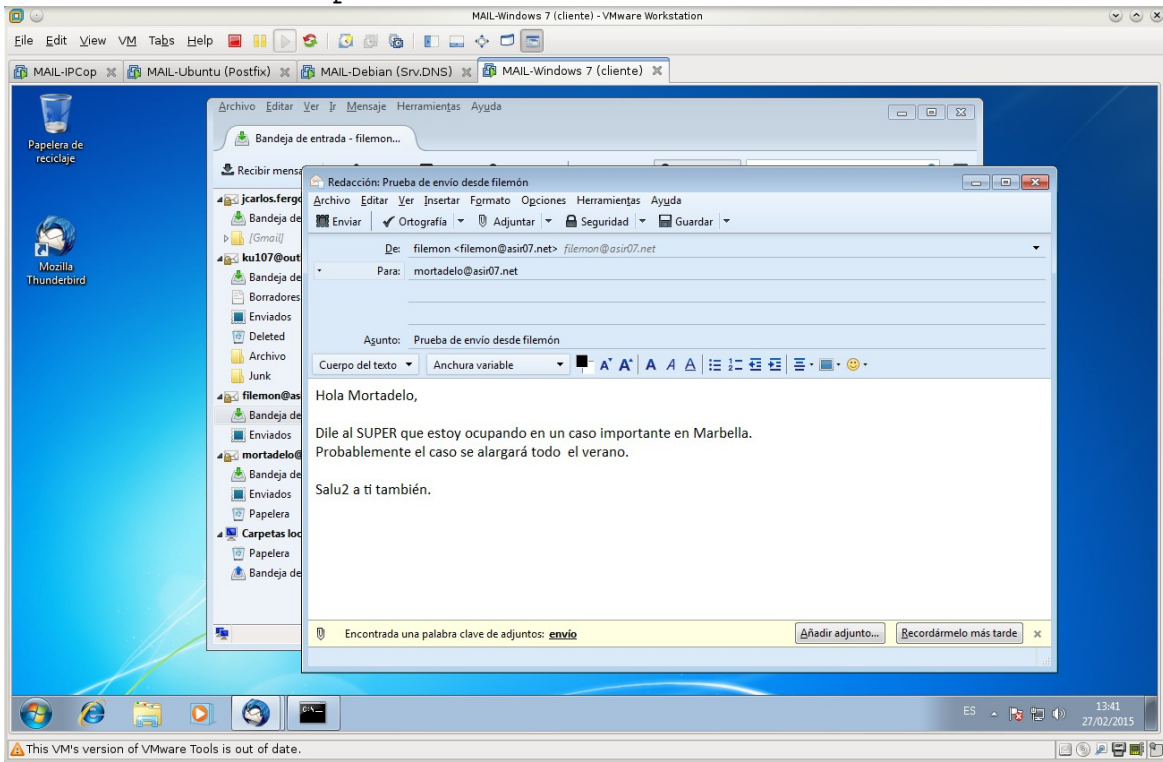 MAIL-Windows 7 (cliente) - VMware Workstation
File Edit View VM Tabs Help
MAIL-IPCop MAIL-Ubuntu (Postfix) MAIL-Debian (Srv.DNS) MAIL-Windows 7 (cliente)
Papelera de reciclaje
Mozilla Thunderbird
Archivo Editar Ver Ir Mensaje Herramientas Ayuda
Bandeja de entrada - filemon...
Recibir mensa
jcarlos.fergo
Bandeja de
[Gmail]
ku107@out
Bandeja de
Borradores
Enviados
Deleted
Archivo
Junk
filemon@as
Bandeja de
Enviados
mortadelo@
Bandeja de
Enviados
Papelera
Carpetas loc
Papelera
Bandeja de
Redacción: Prueba de envío desde filemón
Archivo Editar Ver Insertar Formato Opciones Herramientas Ayuda
Enviar Ortografía Adjuntar Seguridad Guardar
De: filemon <filemon@asir07.net> filemon@asir07.net
Para: mortadelo@asir07.net
Asunto: Prueba de envío desde filemón
Cuerpo del texto Anchura variable
Hola Mortadelo,
Dile al SUPER que estoy ocupando en un caso importante en Marbella.
Probablemente el caso se alargará todo el verano.
Salu2 a ti también.
Encontrada una palabra clave de adjuntos: envío Añadir adjunto... Recordármelo más tarde
ES 13:41
27/02/2015
This VM's version of VMware Tools is out of date.